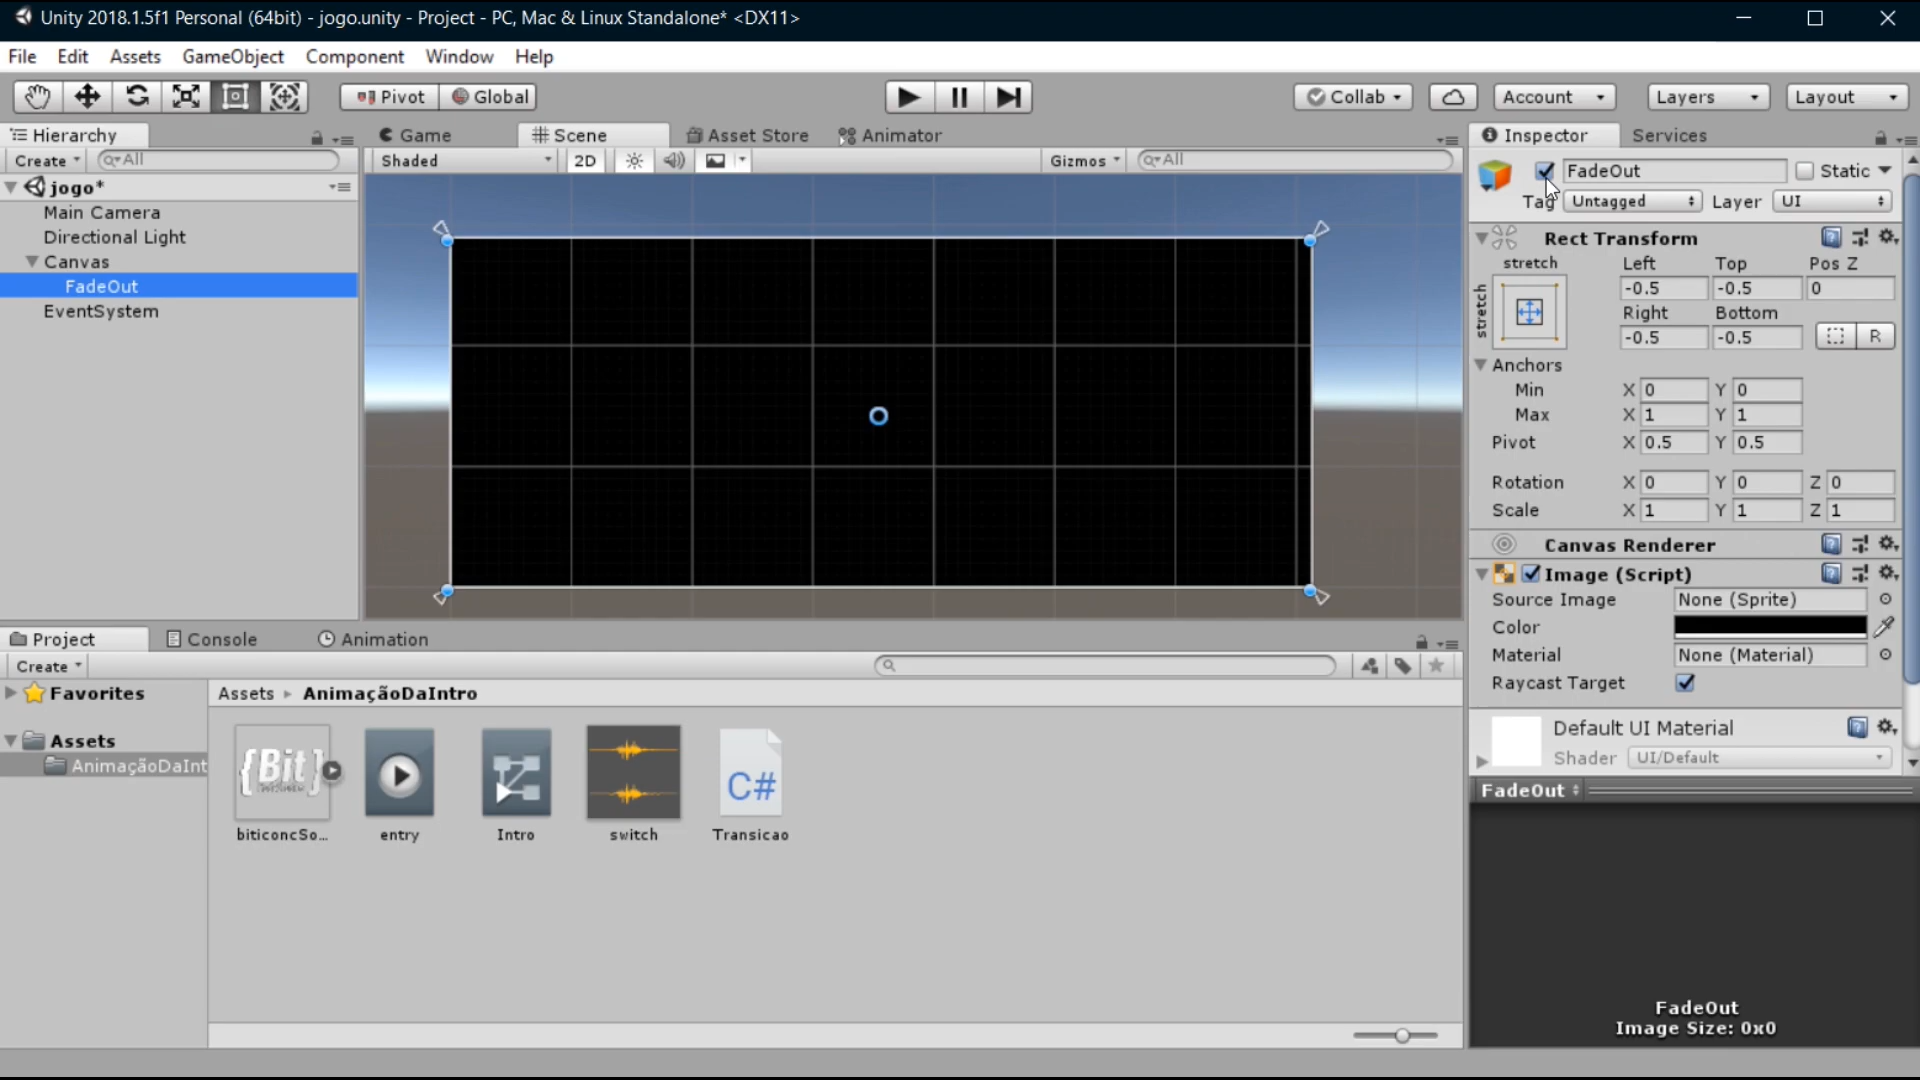 Unity 2018.1.5f1 Personal (64bit) - jogo.unity - Project - PC, Mac & Linux Standalone* <DX11>
File Edit Assets GameObject Component Window Help
Pivot Global Collab Account Layers Layout
Hierarchy Game Scene Asset Store Animator Inspector Services
Create All Shaded 2D Gizmos All
jogo*
Main Camera
Directional Light
Canvas
FadeOut
EventSystem
FadeOut Static
Tag Untagged Layer UI
Rect Transform
stretch Left Top Pos Z
stretch
-0.5 -0.5 0
Right Bottom
-0.5 -0.5 R
Anchors
Min X 0 Y 0
Max X 1 Y 1
Pivot X 0.5 Y 0.5
Rotation X 0 Y 0 Z 0
Scale X 1 Y 1 Z 1
Canvas Renderer
Image (Script)
Source Image None (Sprite)
Color
Material None (Material)
Raycast Target
Default UI Material
Shader UI/Default
FadeOut
FadeOut
Image Size: 0x0
Project Console Animation
Create
Favorites
Assets
AnimaçãoDaInt
Assets AnimaçãoDaIntro
{Bit}
C#
biticoncSo... entry Intro switch Transicao